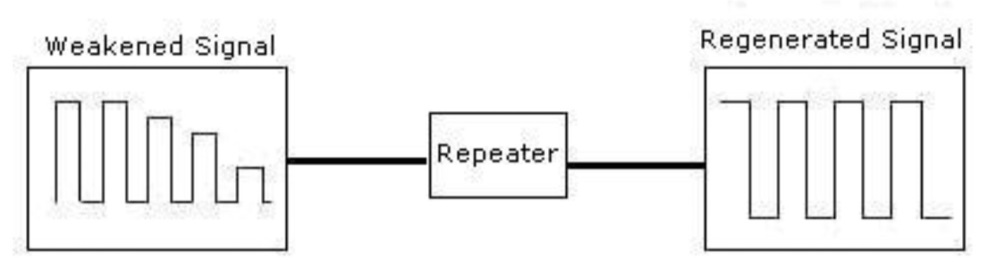 Weakened Signal
Regenerated Signal
Repeater